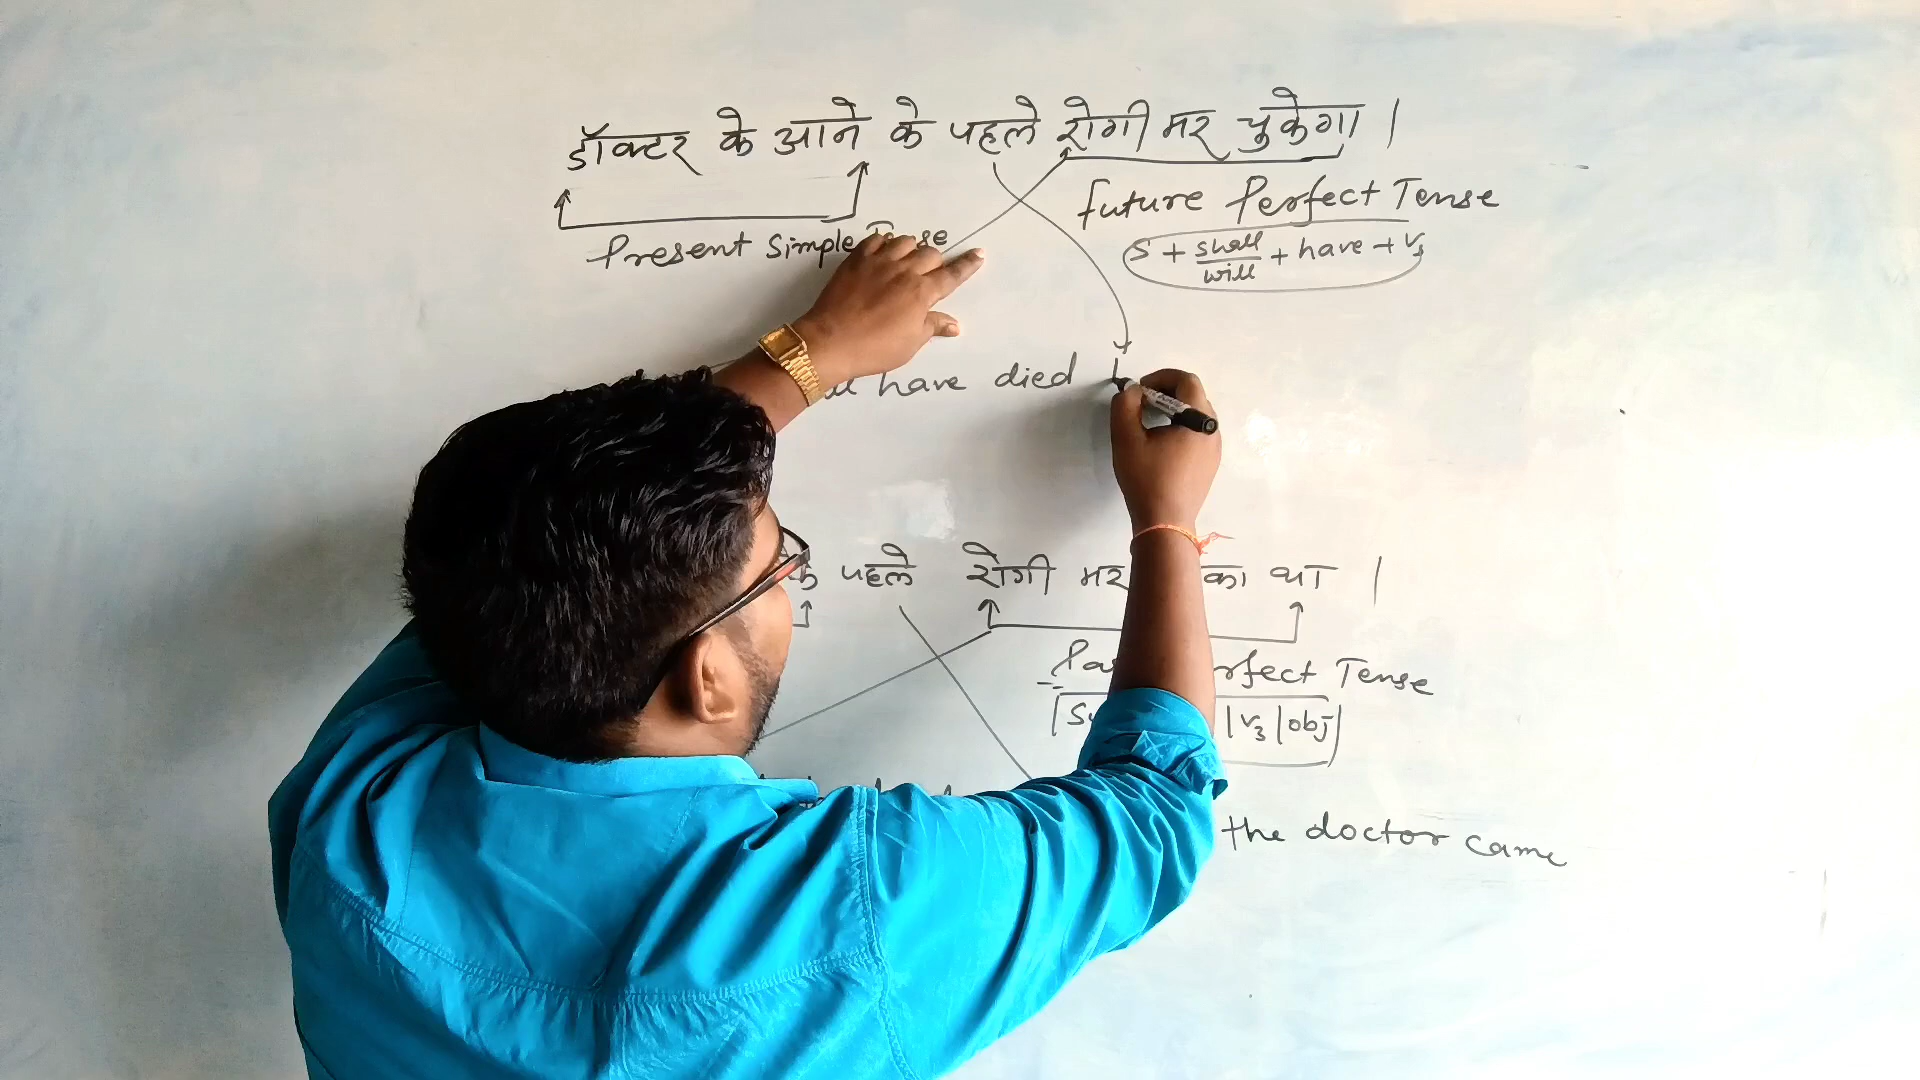 डॉक्टर के आने के पहले रोगी मर चुकेगा ।
Future Perfect Tense
Present Simple Tense
S + shall/will + have + V3
have died
के पहले रोगी मर का था ।
Perfect Tense
V3 | obj
the doctor came